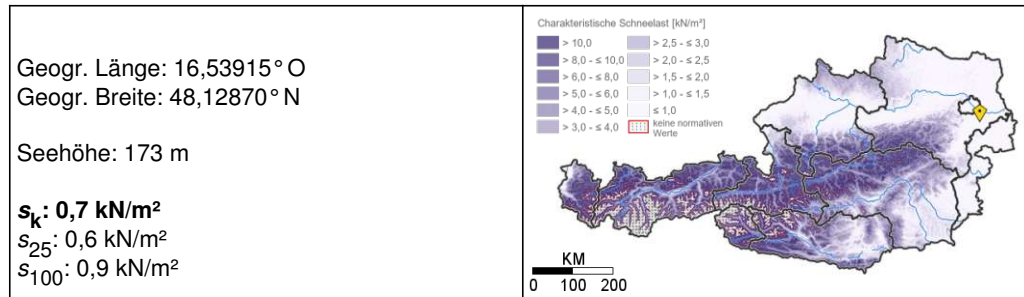 Geogr. Länge: 16,53915° O
Geogr. Breite: 48,12870° N
Seehöhe: 173 m
sk: 0,7 kN/m²
s25: 0,6 kN/m²
s100: 0,9 kN/m²
Charakteristische Schneelast [kN/m²]
> 10,0
> 8,0 - ≤ 10,0
> 6,0 - ≤ 8,0
> 5,0 - ≤ 6,0
> 4,0 - ≤ 5,0
> 3,0 - ≤ 4,0
> 2,5 - ≤ 3,0
> 2,0 - ≤ 2,5
> 1,5 - ≤ 2,0
> 1,0 - ≤ 1,5
≤ 1,0
keine normativen
Werte
KM
0 100 200